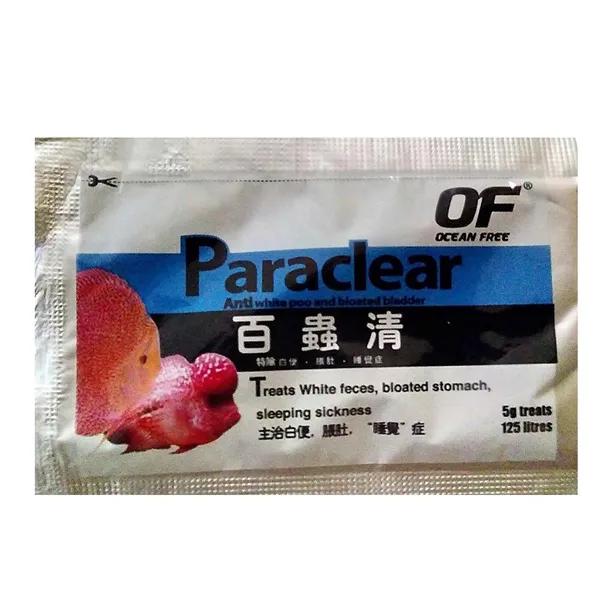 OF®
OCEAN FREE
Paraclear
Anti white poo and bloated bladder
百蟲清
特除白便．脹肚．睡覺症
Treats White feces, bloated stomach,
sleeping sickness
主治白便, 脹肚, “睡覺” 症
5g treats
125 litres